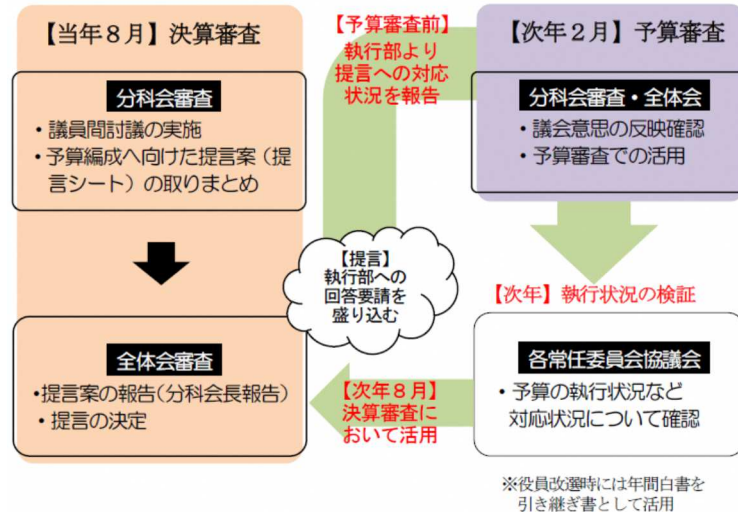 【当年８月】決算審査
分科会審査
・議員間討議の実施
・予算編成へ向けた提言案（提
言シート）の取りまとめ
全体会審査
・提言案の報告（分科会長報告）
・提言の決定
【提言】
執行部への
回答要請を
盛り込む
【予算審査前】
執行部より
提言への対応
状況を報告
【次年２月】予算審査
分科会審査・全体会
・議会意思の反映確認
・予算審査での活用
【次年】執行状況の検証
各常任委員会協議会
・予算の執行状況など
対応状況について確認
【次年８月】
決算審査に
おいて活用
※役員改選時には年間白書を
引き継ぎ書として活用